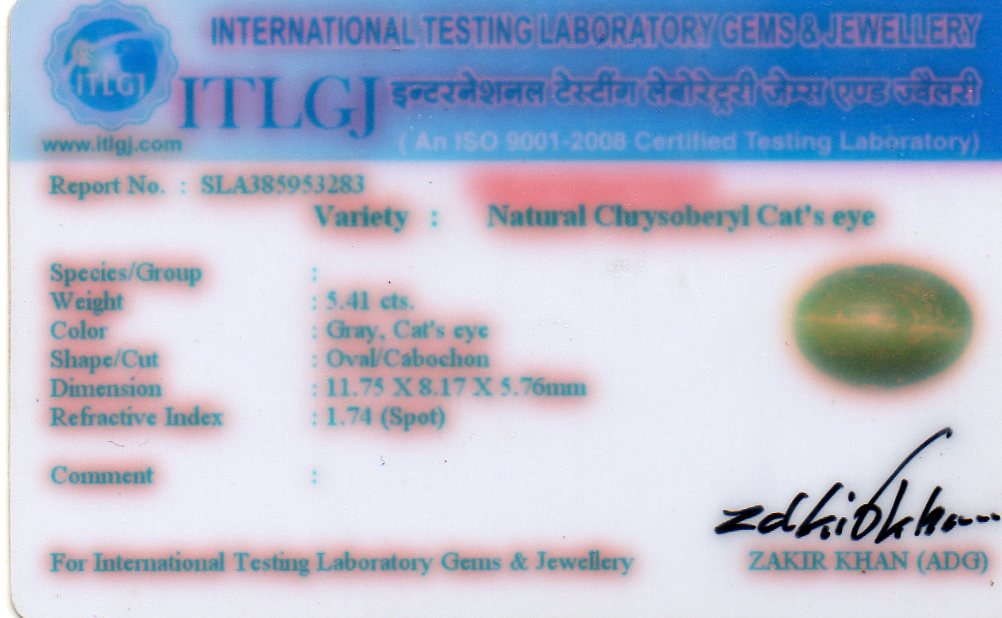 INTERNATIONAL TESTING LABORATORY GEMS & JEWELLERY
ITLGJ
ITLGJ इन्टरनेशनल टेस्टींग लेबोरेटूरी जेम्स एण्ड ज्वैलरी
www.itlgj.com
( An ISO 9001-2008 Certified Testing Laboratory)
Report No. : SLA385953283
Variety : Natural Chrysoberyl Cat's eye
Species/Group :
Weight : 5.41 cts.
Color : Gray, Cat's eye
Shape/Cut : Oval/Cabochon
Dimension : 11.75 X 8.17 X 5.76mm
Refractive Index : 1.74 (Spot)
Comment :
zakirkhan
For International Testing Laboratory Gems & Jewellery
ZAKIR KHAN (ADG)